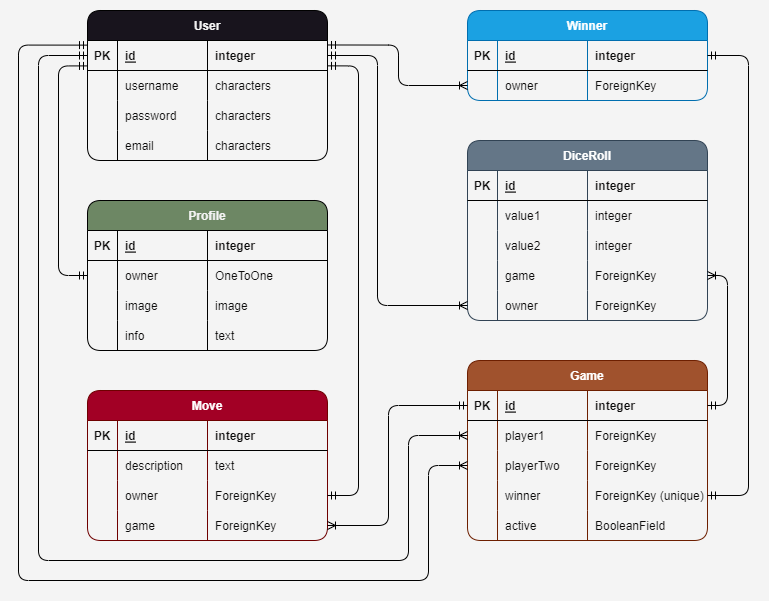 User
PK id integer
username characters
password characters
email characters
Profile
PK id integer
owner OneToOne
image image
info text
Move
PK id integer
description text
owner ForeignKey
game ForeignKey
Winner
PK id integer
owner ForeignKey
DiceRoll
PK id integer
value1 integer
value2 integer
game ForeignKey
owner ForeignKey
Game
PK id integer
player1 ForeignKey
playerTwo ForeignKey
winner ForeignKey (unique)
active BooleanField